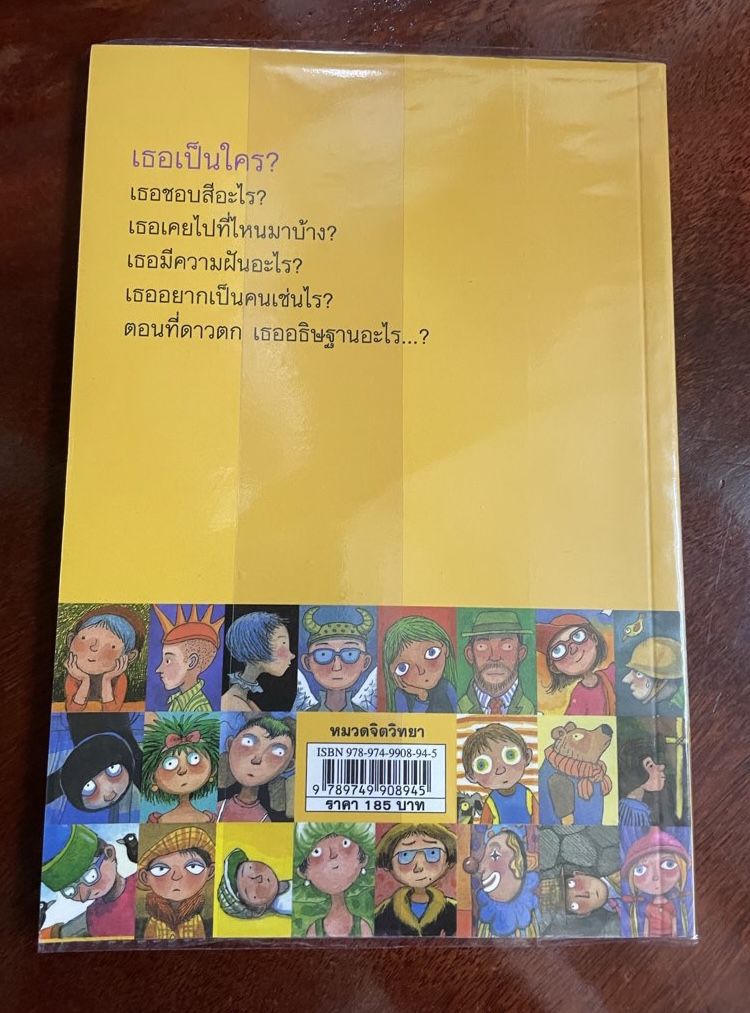 เธอเป็นใคร?
เธอชอบสีอะไร?
เธอเคยไปที่ไหนมาบ้าง?
เธอมีความฝันอะไร?
เธออยากเป็นคนเช่นไร?
ตอนที่ดาวตก เธออธิษฐานอะไร...?
หมวดจิตวิทยา
ISBN 978-974-9908-94-5
9 789749 908945
ราคา 185 บาท